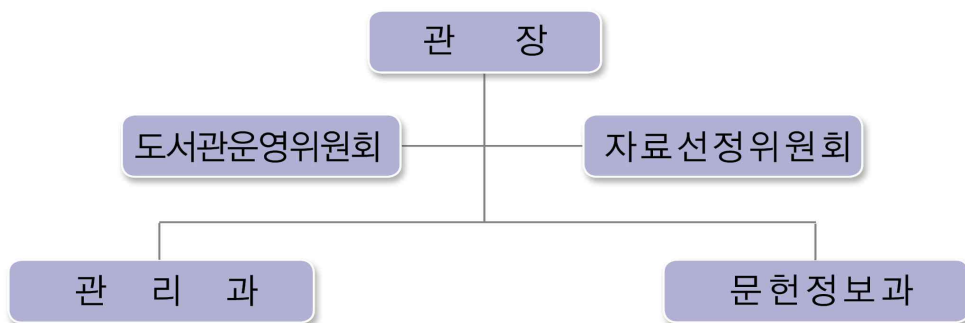 관 장
도서관운영위원회
자료선정위원회
관 리 과
문헌정보과